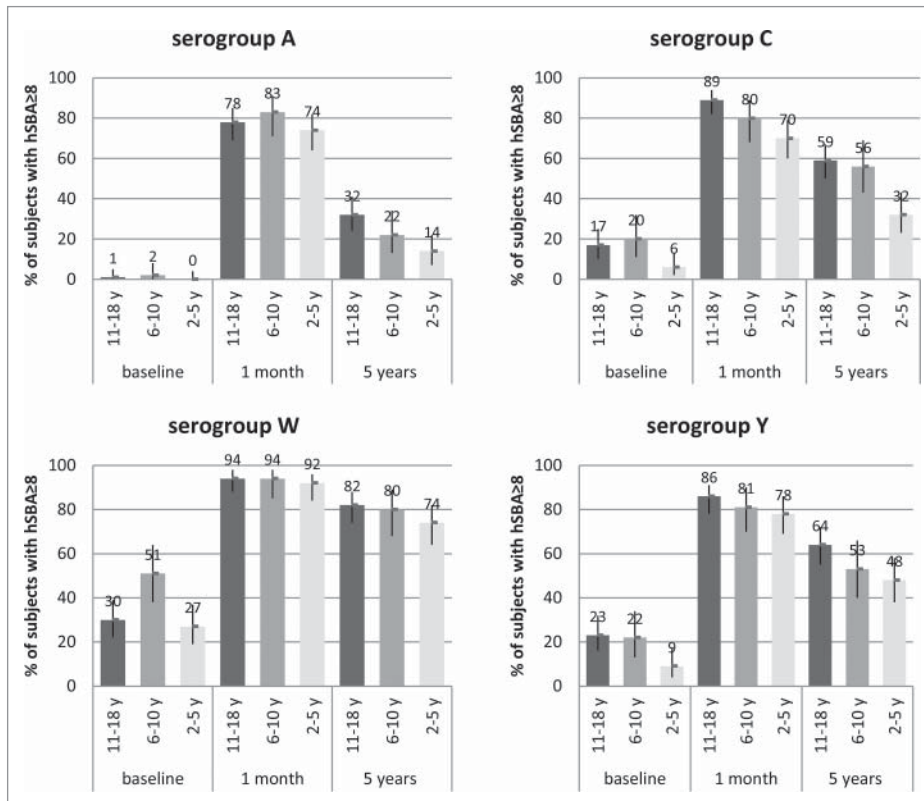 serogroup A
% of subjects with hSBA≥8
100
80
60
40
20
0
1
2
0
78
83
74
32
22
14
11-18 y
6-10 y
2-5 y
11-18 y
6-10 y
2-5 y
11-18 y
6-10 y
2-5 y
baseline
1 month
5 years
serogroup C
% of subjects with hSBA≥8
100
80
60
40
20
0
17
20
6
89
80
70
59
56
32
11-18 y
6-10 y
2-5 y
11-18 y
6-10 y
2-5 y
11-18 y
6-10 y
2-5 y
baseline
1 month
5 years
serogroup W
% of subjects with hSBA≥8
100
80
60
40
20
0
30
51
27
94
94
92
82
80
74
11-18 y
6-10 y
2-5 y
11-18 y
6-10 y
2-5 y
11-18 y
6-10 y
2-5 y
baseline
1 month
5 years
serogroup Y
% of subjects with hSBA≥8
100
80
60
40
20
0
23
22
9
86
81
78
64
53
48
11-18 y
6-10 y
2-5 y
11-18 y
6-10 y
2-5 y
11-18 y
6-10 y
2-5 y
baseline
1 month
5 years